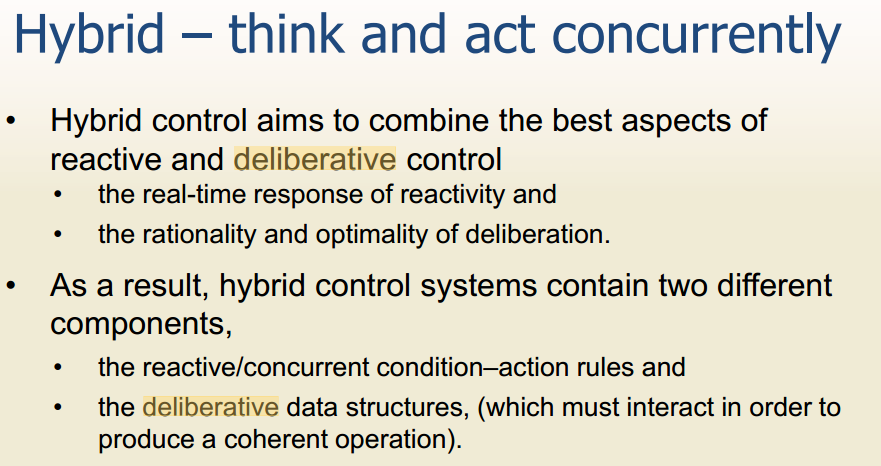 Hybrid – think and act concurrently
• Hybrid control aims to combine the best aspects of
reactive and deliberative control
• the real-time response of reactivity and
• the rationality and optimality of deliberation.
• As a result, hybrid control systems contain two different
components,
• the reactive/concurrent condition–action rules and
• the deliberative data structures, (which must interact in order to
produce a coherent operation).